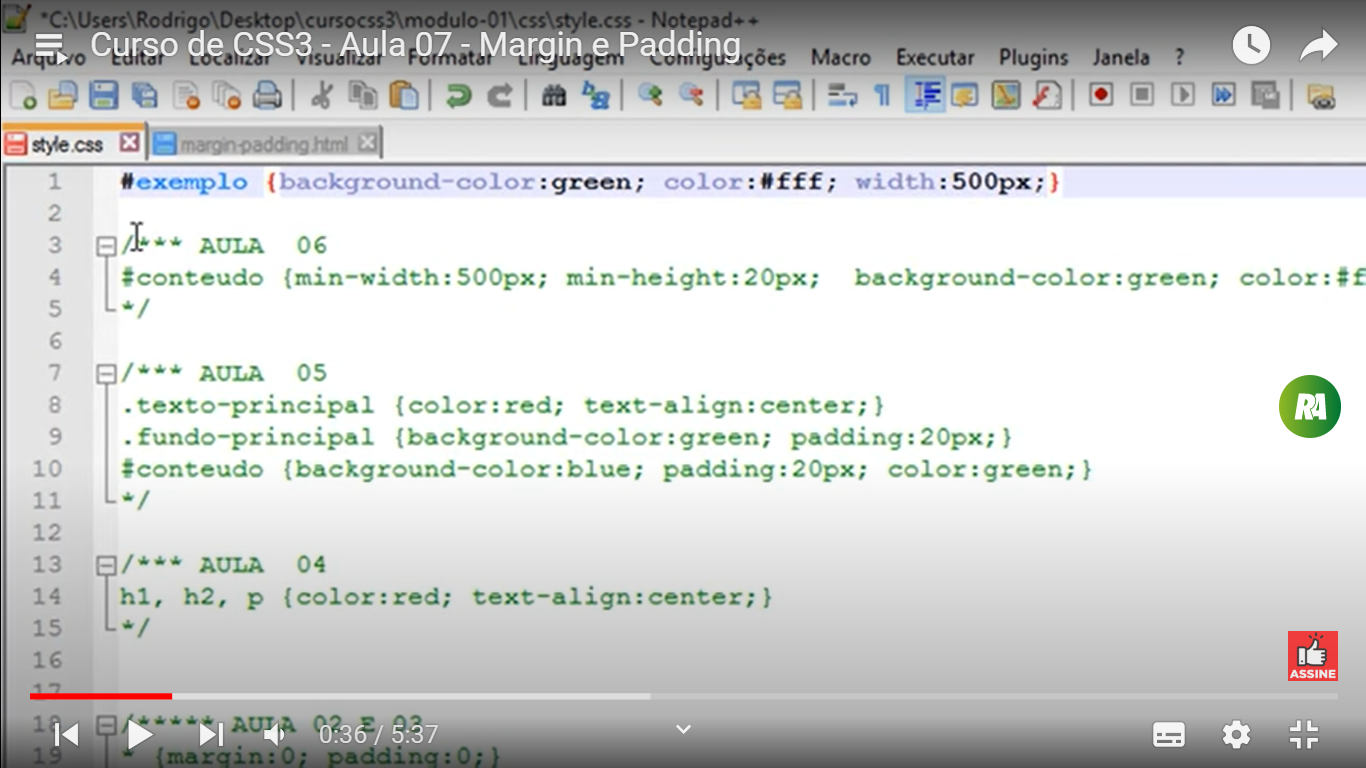 *C:\Users\Rodrigo\Desktop\cursocss3\modulo-01\css\style.css - Notepad++
Curso de CSS3 - Aula 07 - Margin e Padding
Arquivo Editar Localizar Visualizar Formatar Linguagem Configurações Macro Executar Plugins Janela ?
style.css margin-padding.html
1 #exemplo {background-color:green; color:#fff; width:500px;}
2
3 /*** AULA 06
4 #conteudo {min-width:500px; min-height:20px; background-color:green; color:#f
5 */
6
7 /*** AULA 05
8 .texto-principal {color:red; text-align:center;}
9 .fundo-principal {background-color:green; padding:20px;}
10 #conteudo {background-color:blue; padding:20px; color:green;}
11 */
12
13 /*** AULA 04
14 h1, h2, p {color:red; text-align:center;}
15 */
16
17
18 /***** AULA 02 E 03
19 * {margin:0; padding:0;}
RA
ASSINE
0:36 / 5:37